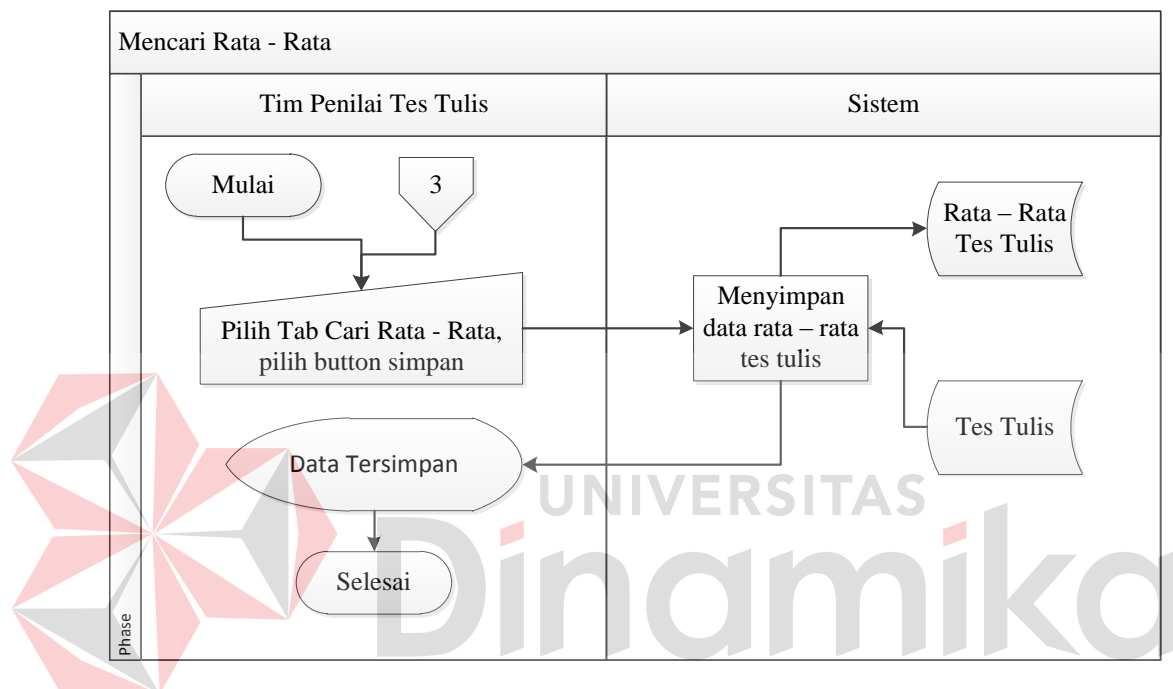 Mencari Rata - Rata
Tim Penilai Tes Tulis
Sistem
Mulai
3
Rata – Rata
Tes Tulis
Pilih Tab Cari Rata - Rata,
pilih button simpan
Menyimpan
data rata – rata
tes tulis
Tes Tulis
Data Tersimpan
Selesai
Phase
UNIVERSITAS
Dinamika